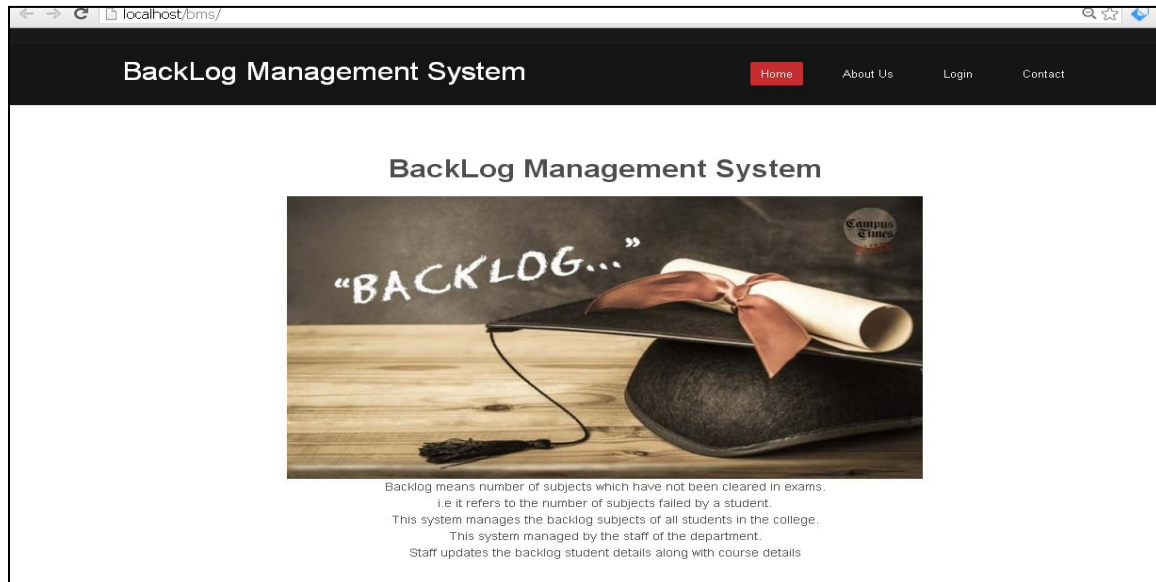 localhost/bms/
BackLog Management System
Home About Us Login Contact
BackLog Management System
Campus
Times
“BACKLOG...”
Backlog means number of subjects which have not been cleared in exams.
i.e it refers to the number of subjects failed by a student.
This system manages the backlog subjects of all students in the college.
This system managed by the staff of the department.
Staff updates the backlog student details along with course details